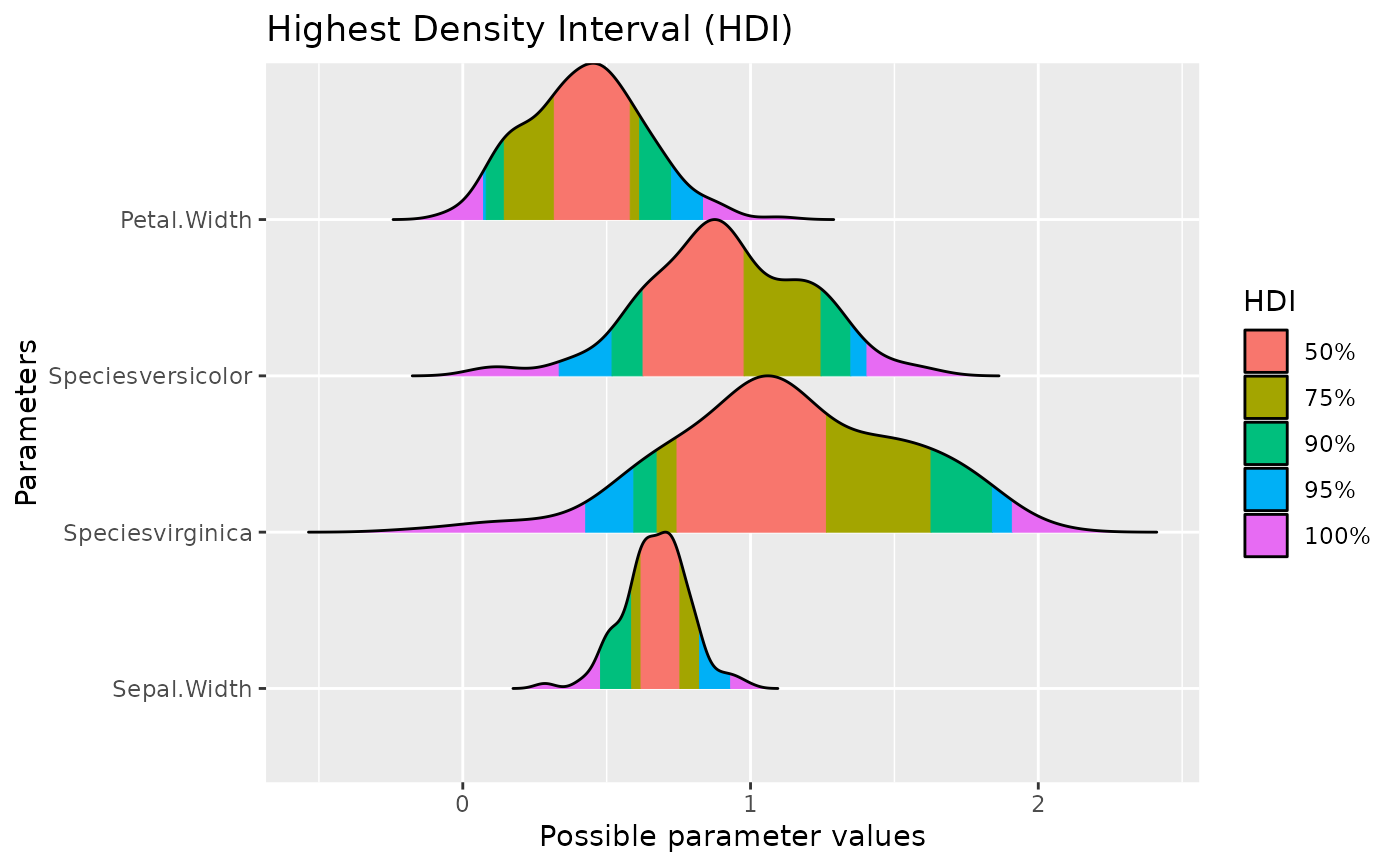 Highest Density Interval (HDI)
Parameters
Petal.Width
Speciesversicolor
Speciesvirginica
Sepal.Width
0 1 2
Possible parameter values
HDI
50%
75%
90%
95%
100%